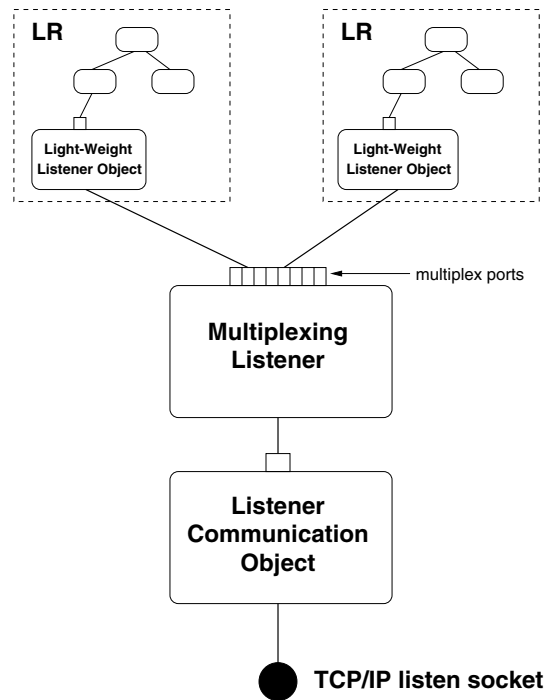 LR
Light-Weight
Listener Object
LR
Light-Weight
Listener Object
multiplex ports
Multiplexing
Listener
Listener
Communication
Object
TCP/IP listen socket